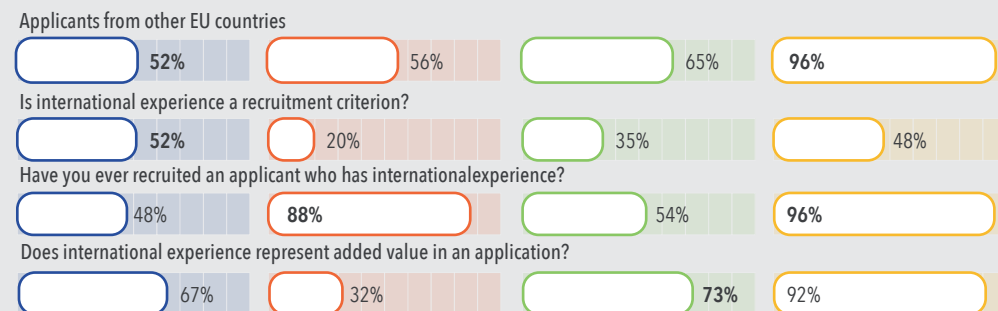 Applicants from other EU countries
52% 56% 65% 96%
Is international experience a recruitment criterion?
52% 20% 35% 48%
Have you ever recruited an applicant who has internationalexperience?
48% 88% 54% 96%
Does international experience represent added value in an application?
67% 32% 73% 92%